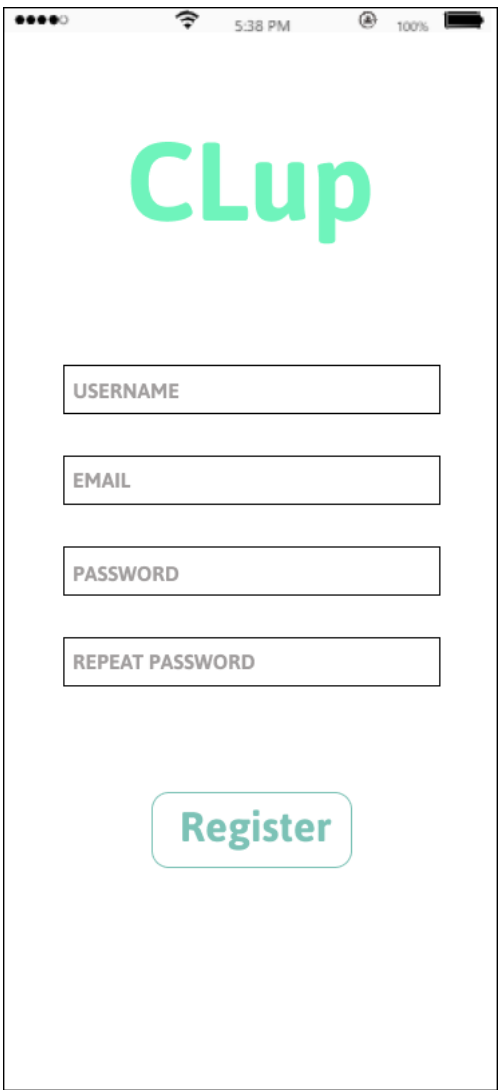 5:38 PM 100%
CLup
USERNAME
EMAIL
PASSWORD
REPEAT PASSWORD
Register